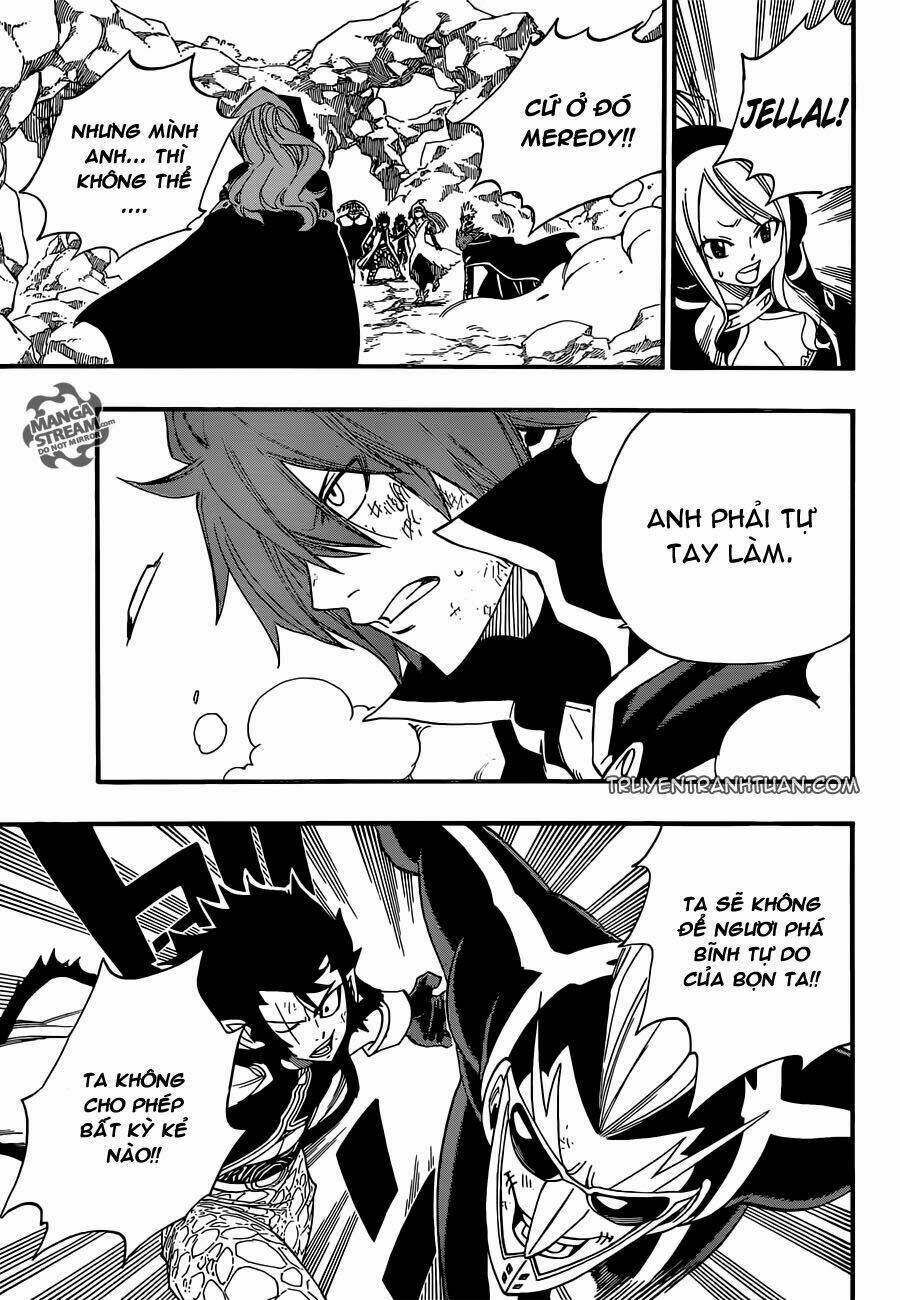 JELLAL!
CỨ Ở ĐÓ
MEREDY!!
NHƯNG MÌNH
ANH... THÌ
KHÔNG THỂ
....
MANGA
STREAM.com
DO NOT MIRROR!
ANH PHẢI TỰ
TAY LÀM.
TRUYENTRANHTUAN.COM
TA SẼ KHÔNG
ĐỂ NGƯƠI PHÁ
BĨNH TỰ DO
CỦA BỌN TA!!
TA KHÔNG
CHO PHÉP
BẤT KỲ KẺ
NÀO!!